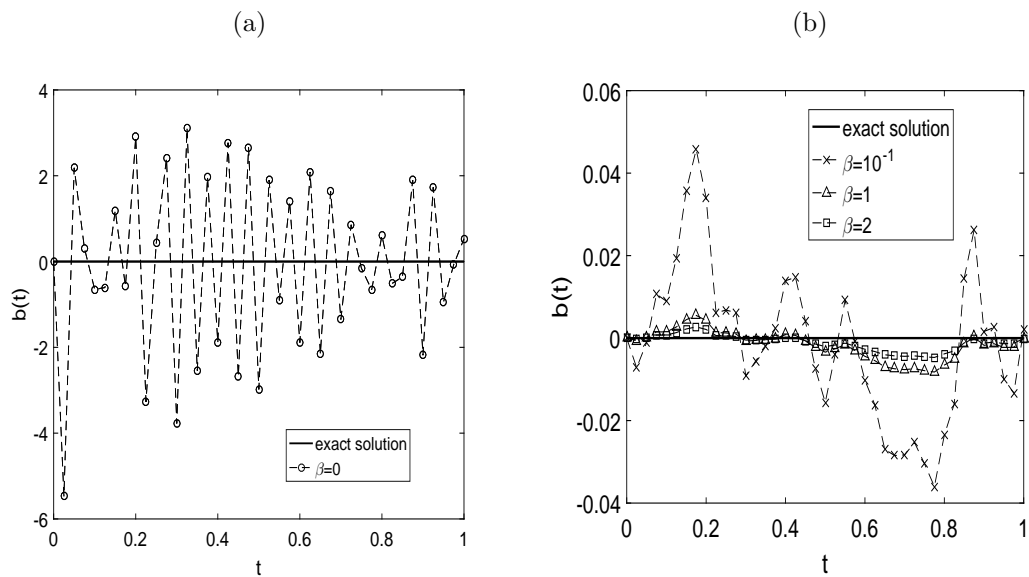 (a)
4
2
0
-2
-4
-6
b(t)
0
0.2
0.4
0.6
0.8
1
t
exact solution
β=0
(b)
0.06
0.04
0.02
0
-0.02
-0.04
b(t)
0
0.2
0.4
0.6
0.8
1
t
exact solution
β=10⁻¹
β=1
β=2